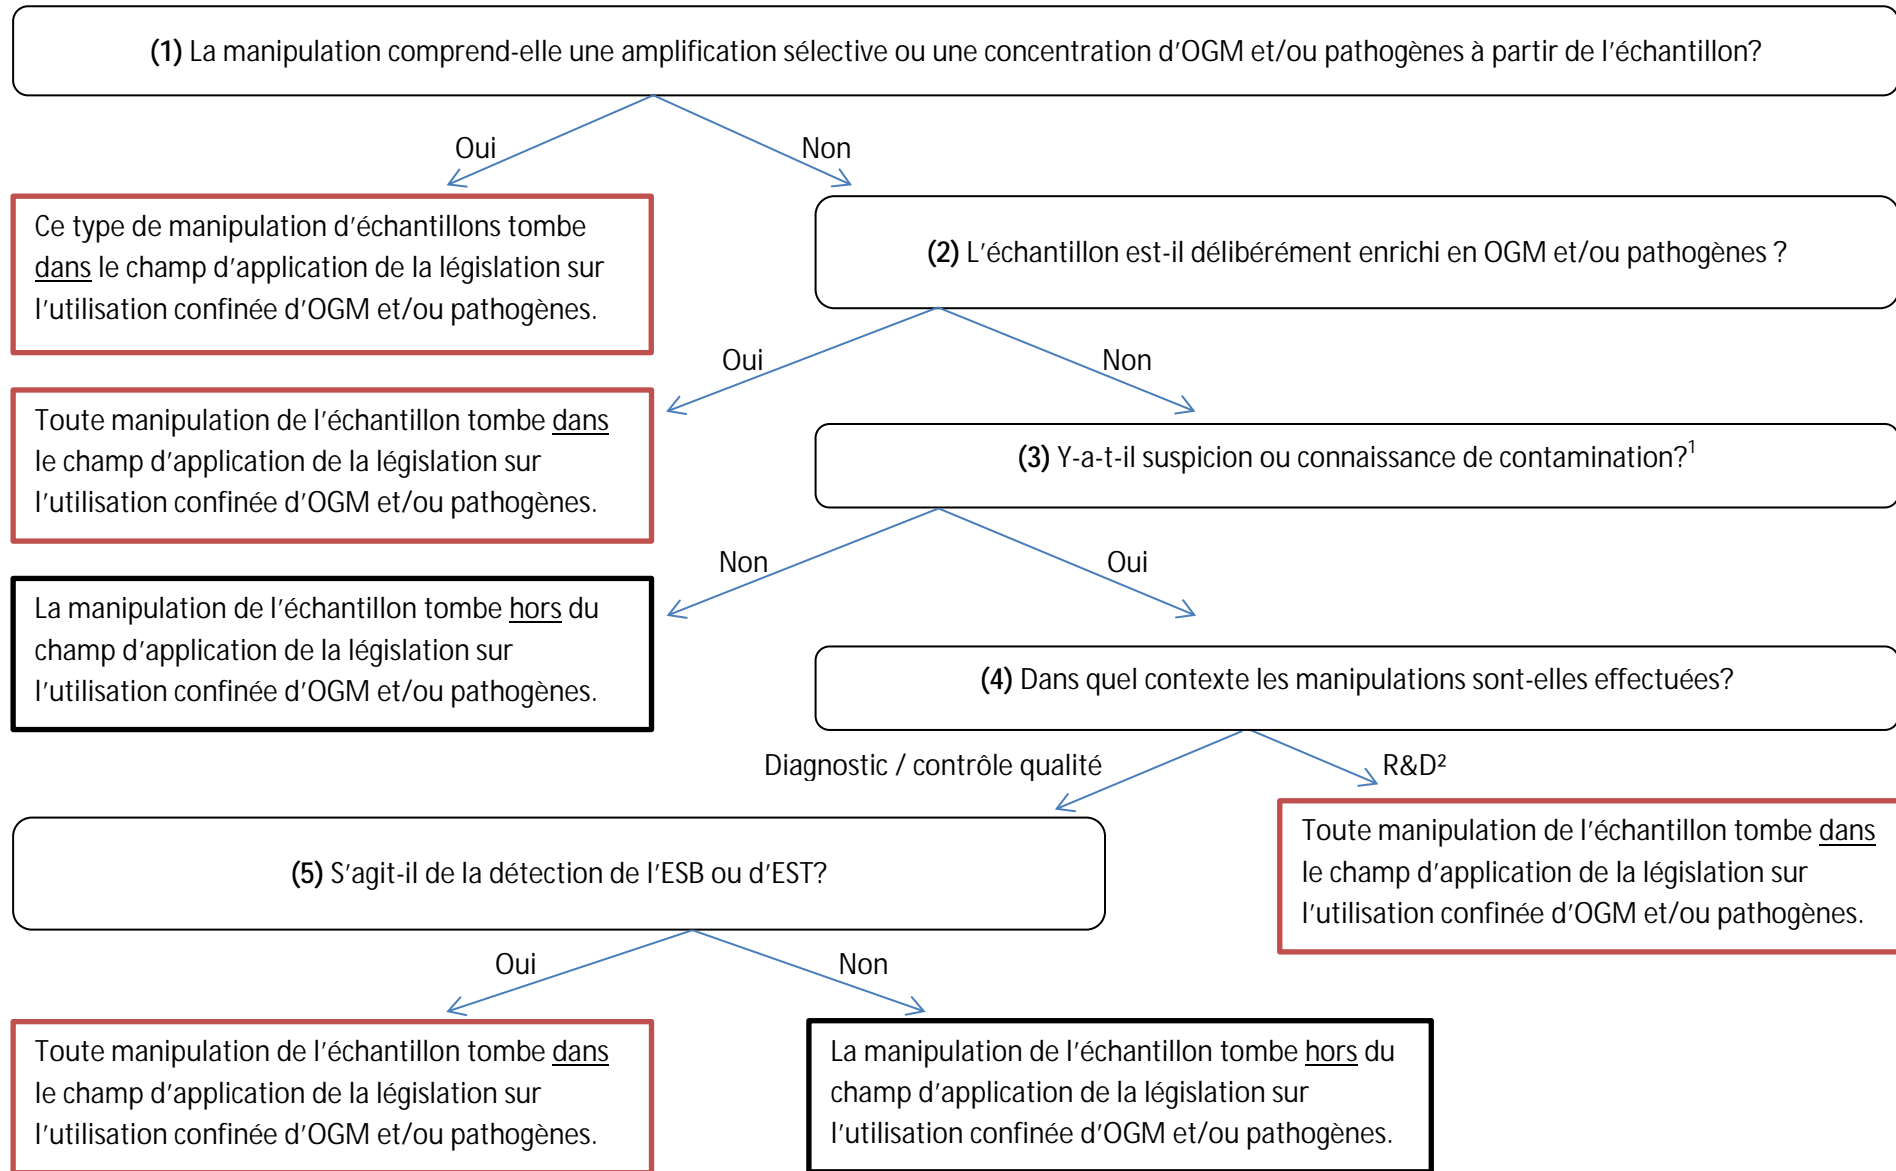 (1) La manipulation comprend-elle une amplification sélective ou une concentration d'OGM et/ou pathogènes à partir de l'échantillon?
Oui
Non
Ce type de manipulation d'échantillons tombe
dans le champ d'application de la législation sur
l'utilisation confinée d'OGM et/ou pathogènes.
(2) L'échantillon est-il délibérément enrichi en OGM et/ou pathogènes ?
Oui
Non
Toute manipulation de l'échantillon tombe dans
le champ d'application de la législation sur
l'utilisation confinée d'OGM et/ou pathogènes.
(3) Y-a-t-il suspicion ou connaissance de contamination?¹
Non
Oui
La manipulation de l'échantillon tombe hors du
champ d'application de la législation sur
l'utilisation confinée d'OGM et/ou pathogènes.
(4) Dans quel contexte les manipulations sont-elles effectuées?
Diagnostic / contrôle qualité
R&D²
(5) S'agit-il de la détection de l'ESB ou d'EST?
Toute manipulation de l'échantillon tombe dans
le champ d'application de la législation sur
l'utilisation confinée d'OGM et/ou pathogènes.
Oui
Non
Toute manipulation de l'échantillon tombe dans
le champ d'application de la législation sur
l'utilisation confinée d'OGM et/ou pathogènes.
La manipulation de l'échantillon tombe hors du
champ d'application de la législation sur
l'utilisation confinée d'OGM et/ou pathogènes.